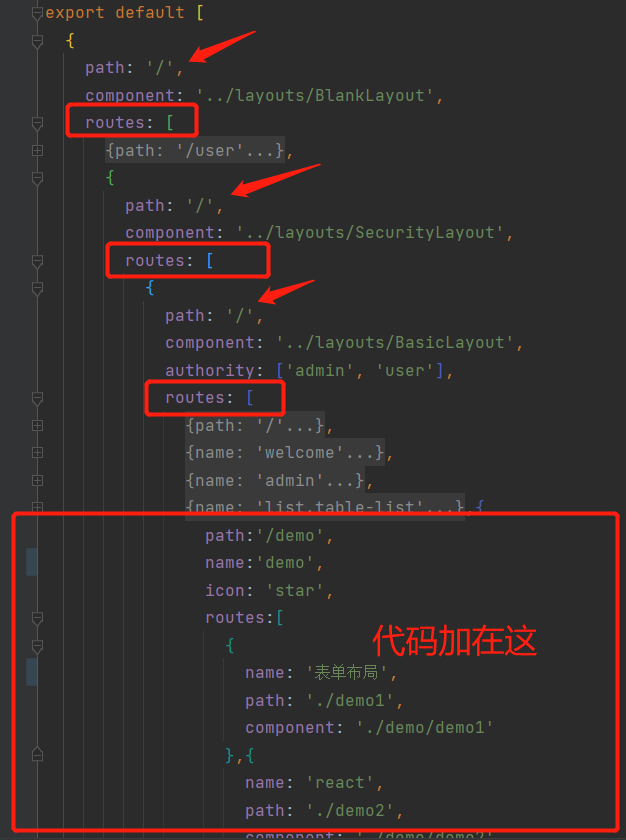 export default [
{
path: '/',
component: '../layouts/BlankLayout',
routes: [
{path: '/user'...},
{
path: '/',
component: '../layouts/SecurityLayout',
routes: [
{
path: '/',
component: '../layouts/BasicLayout',
authority: ['admin', 'user'],
routes: [
{path: '/'...},
{name: 'welcome'...},
{name: 'admin'...},
{name: 'list.table-list'...},{
path:'/demo',
name:'demo',
icon: 'star',
routes:[
代码加在这
{
name: '表单布局',
path: './demo1',
component: './demo/demo1'
},{
name: 'react',
path: './demo2',
component: './demo/demo2'